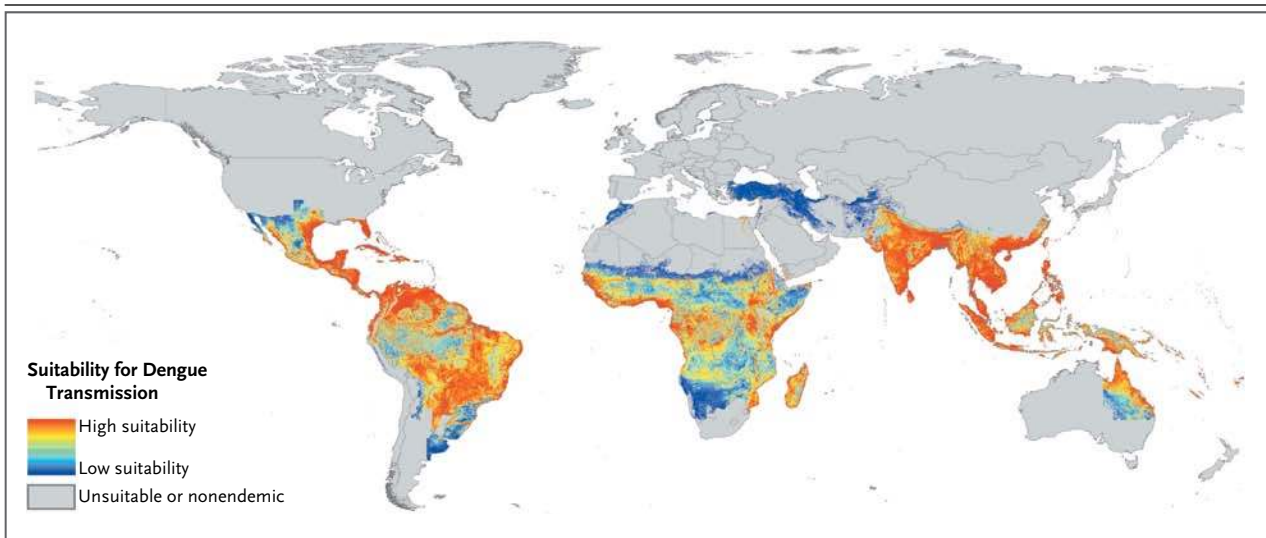 Suitability for Dengue
Transmission
High suitability
Low suitability
Unsuitable or nonendemic